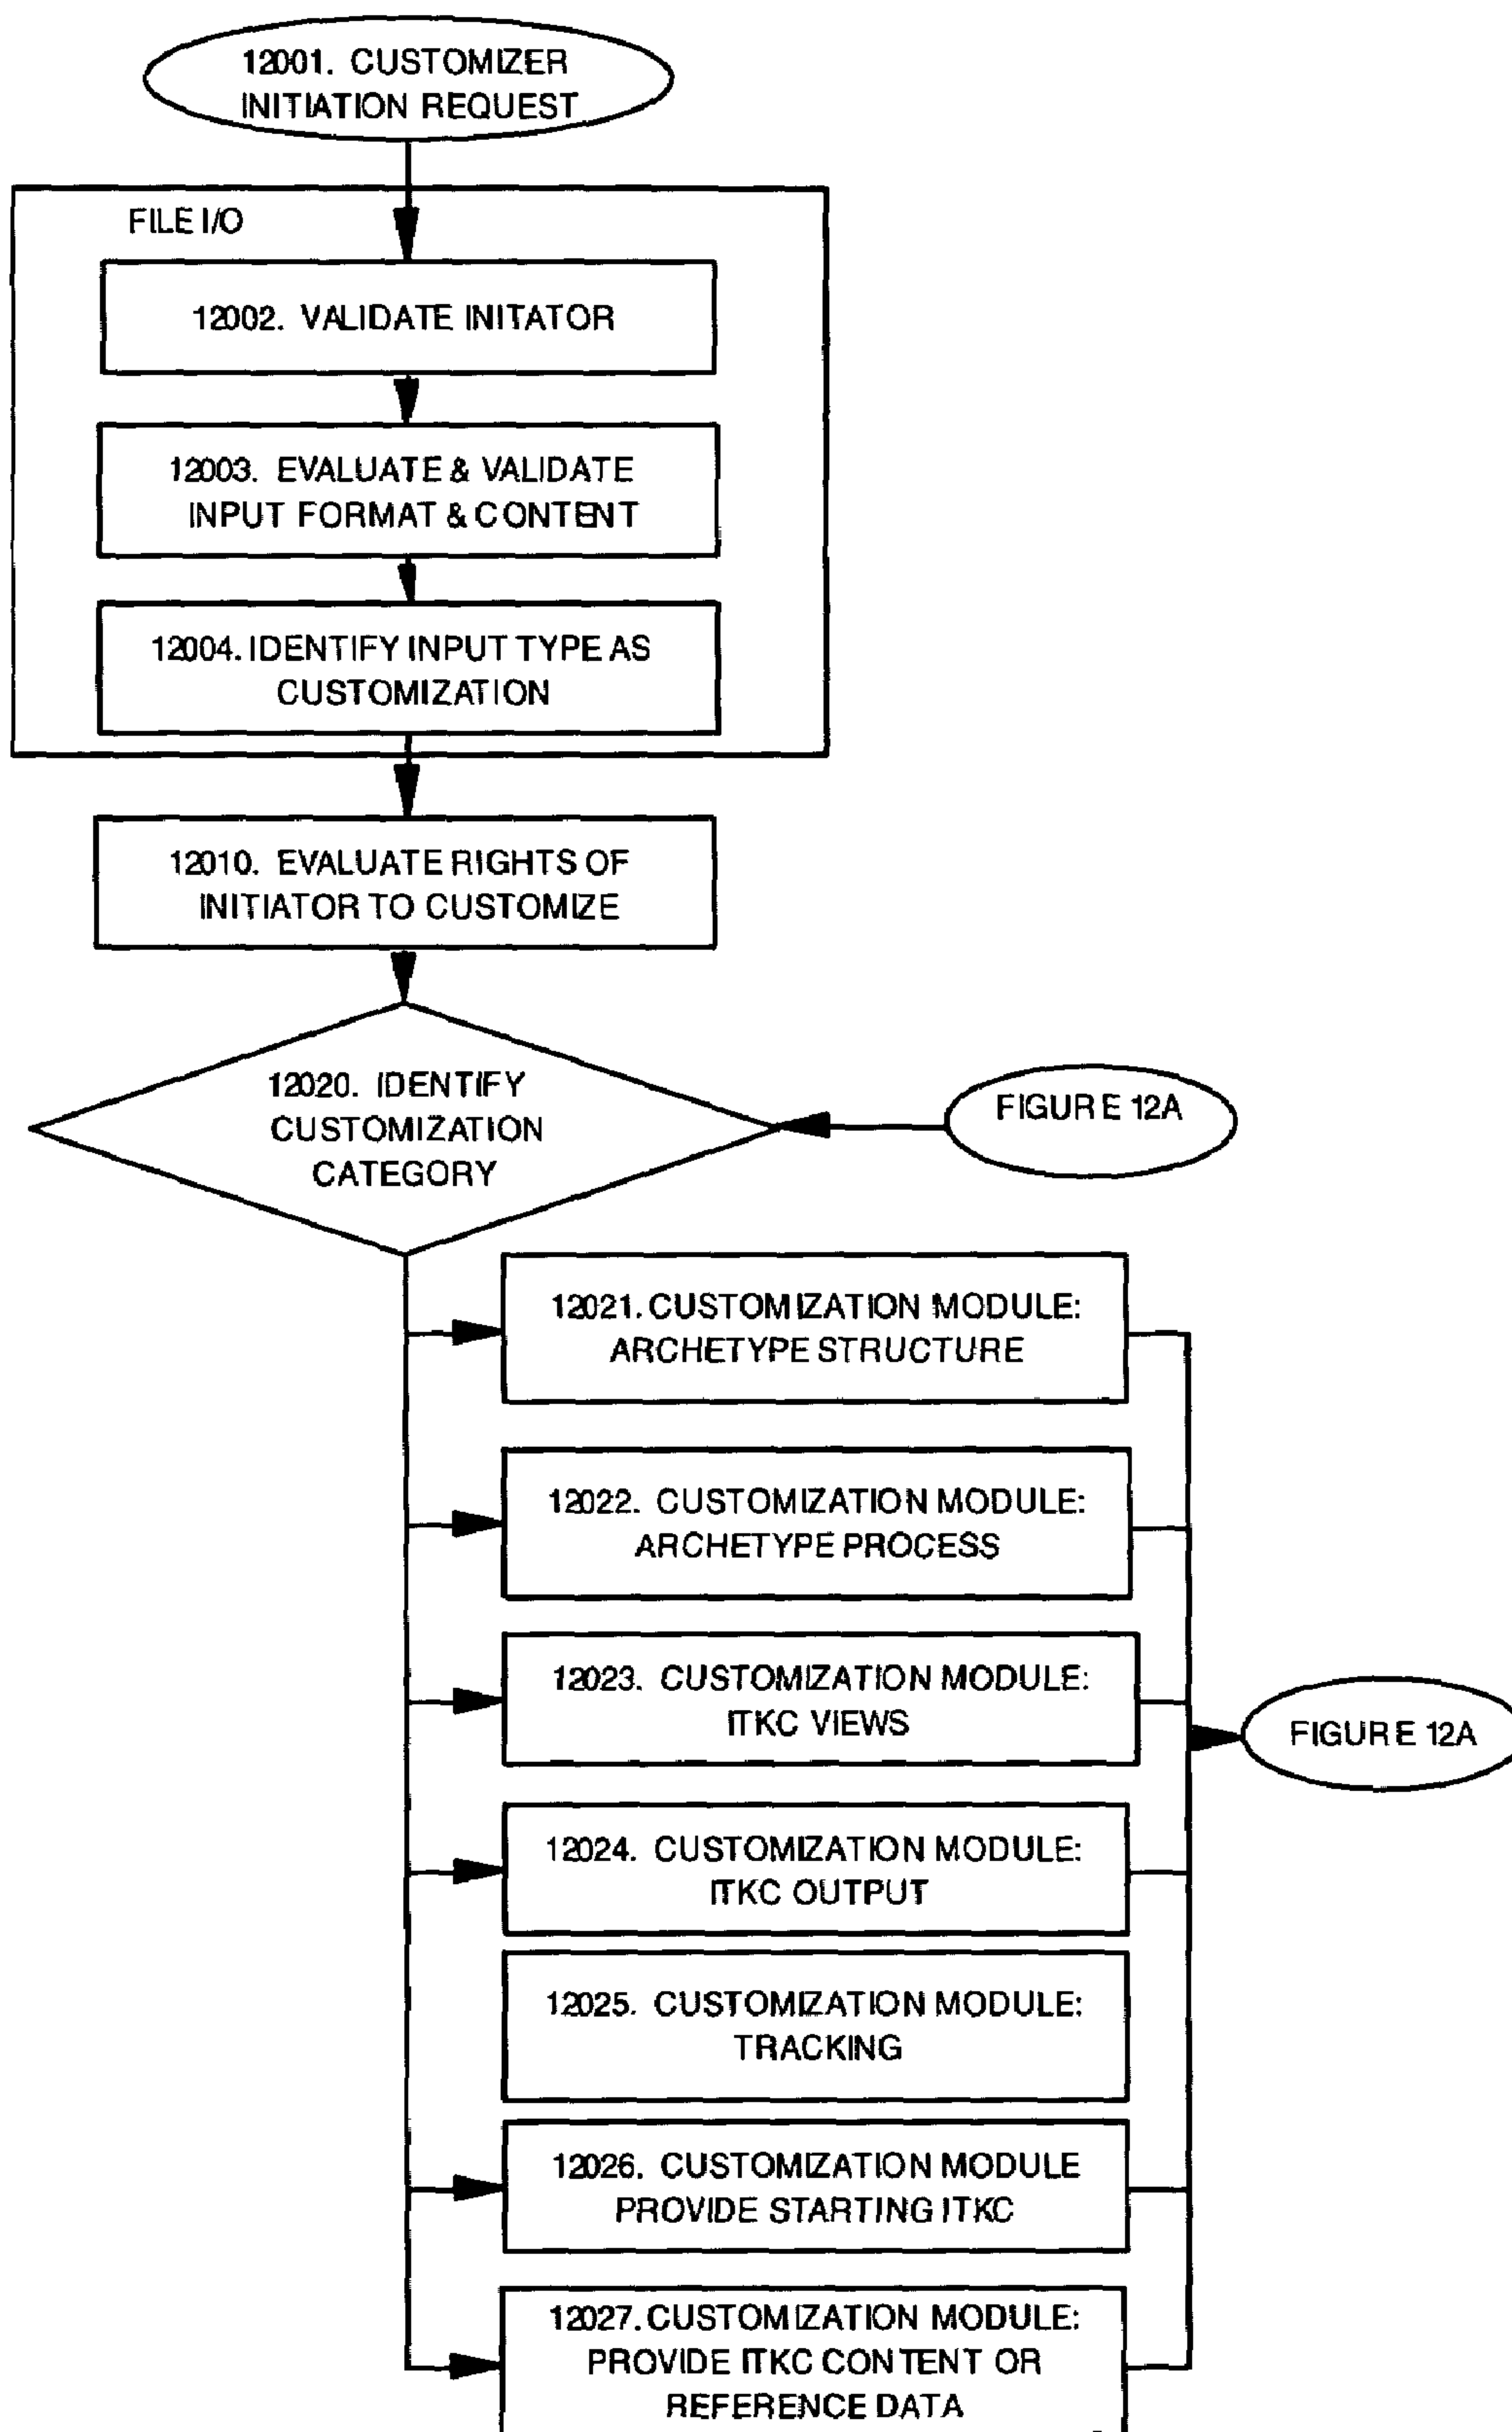 12001. CUSTOMIZER
INITIATION REQUEST
FILE I/O
12002. VALIDATE INITATOR
12003. EVALUATE & VALIDATE
INPUT FORMAT & CONTENT
12004. IDENTIFY INPUT TYPE AS
CUSTOMIZATION
12010. EVALUATE RIGHTS OF
INITIATOR TO CUSTOMIZE
12020. IDENTIFY
CUSTOMIZATION
CATEGORY
FIGURE 12A
12021. CUSTOMIZATION MODULE:
ARCHETYPE STRUCTURE
12022. CUSTOMIZATION MODULE:
ARCHETYPE PROCESS
12023. CUSTOMIZATION MODULE:
ITKC VIEWS
FIGURE 12A
12024. CUSTOMIZATION MODULE:
ITKC OUTPUT
12025. CUSTOMIZATION MODULE:
TRACKING
12026. CUSTOMIZATION MODULE
PROVIDE STARTING ITKC
12027. CUSTOMIZATION MODULE:
PROVIDE ITKC CONTENT OR
REFERENCE DATA